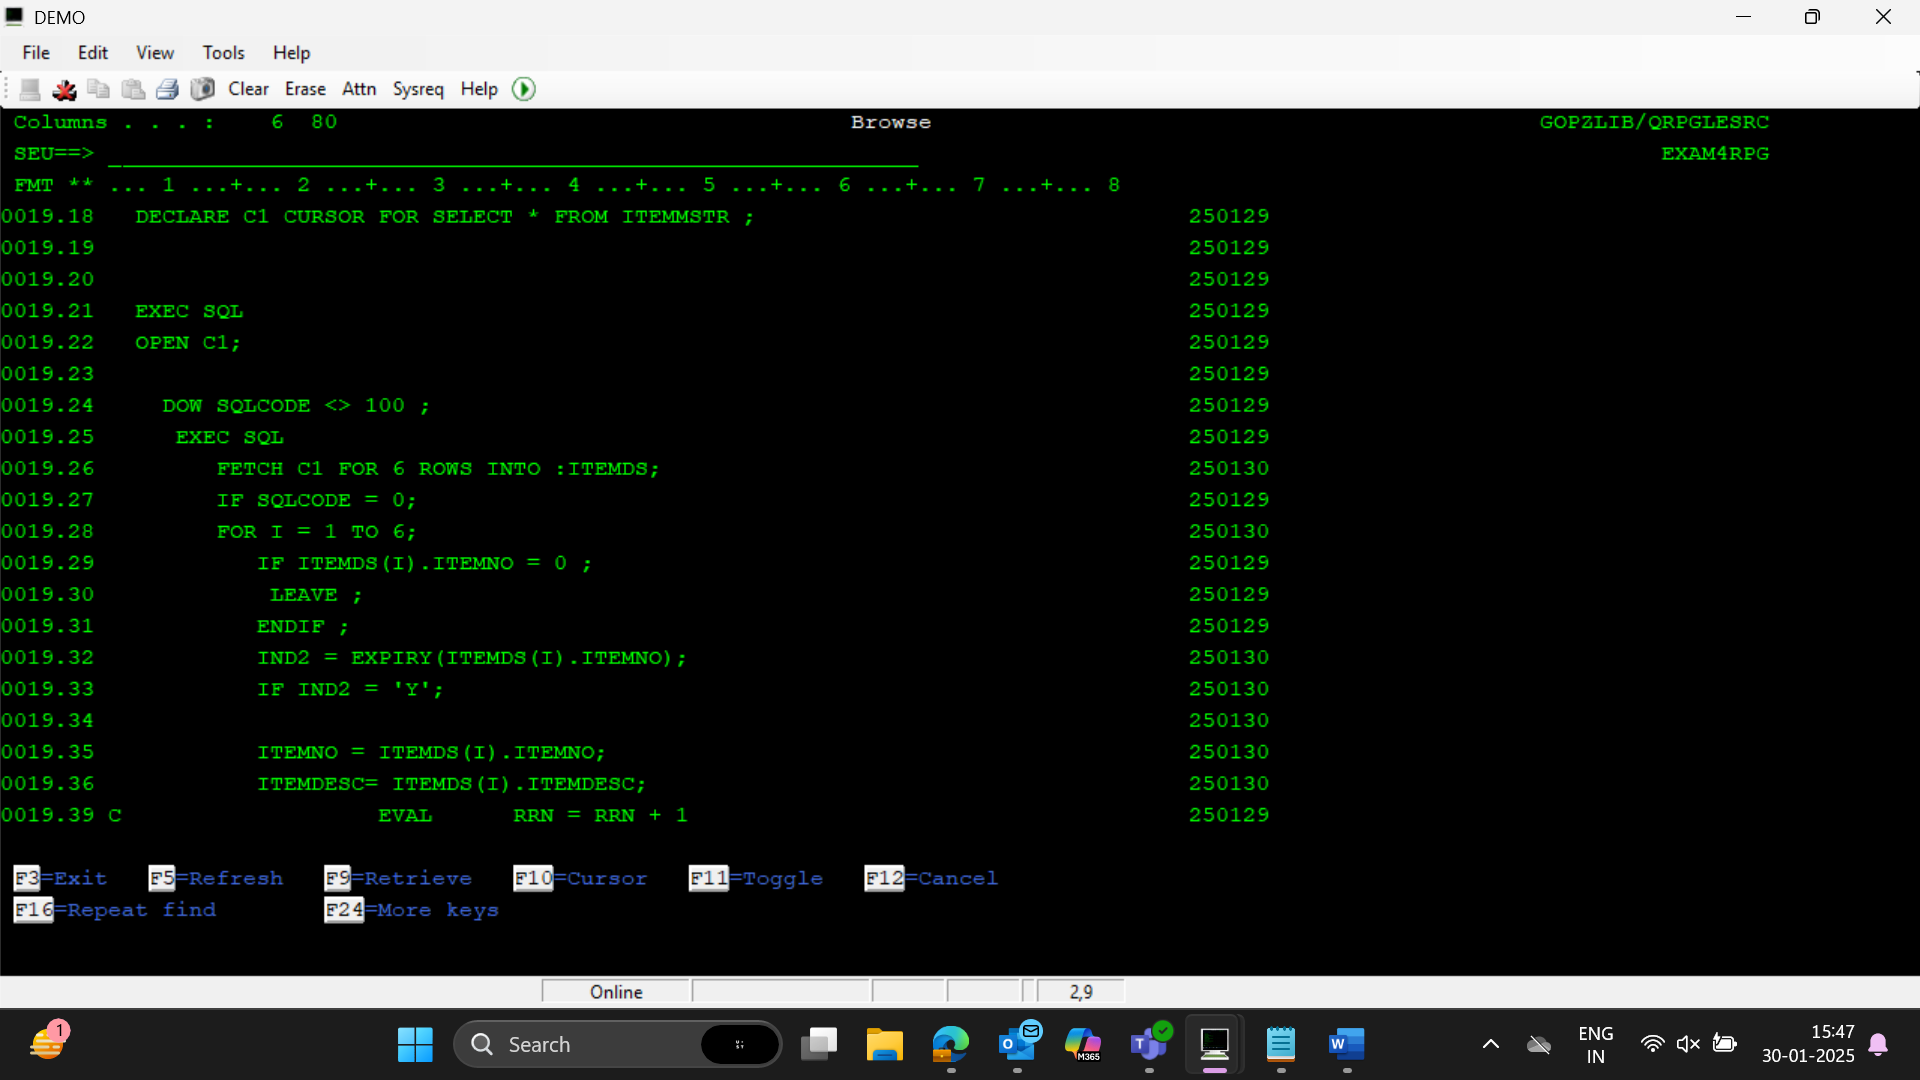 DEMO
File Edit View Tools Help
Clear Erase Attn Sysreq Help
Columns . . . : 6 80 Browse GOPZLIB/QRPGLESRC
SEU==> EXAM4RPG
FMT ** ... 1 ...+... 2 ...+... 3 ...+... 4 ...+... 5 ...+... 6 ...+... 7 ...+... 8
0019.18 DECLARE C1 CURSOR FOR SELECT * FROM ITEMMSTR ; 250129
0019.19 250129
0019.20 250129
0019.21 EXEC SQL 250129
0019.22 OPEN C1; 250129
0019.23 250129
0019.24 DOW SQLCODE <> 100 ; 250129
0019.25 EXEC SQL 250129
0019.26 FETCH C1 FOR 6 ROWS INTO :ITEMDS; 250130
0019.27 IF SQLCODE = 0; 250129
0019.28 FOR I = 1 TO 6; 250130
0019.29 IF ITEMDS(I).ITEMNO = 0 ; 250129
0019.30 LEAVE ; 250129
0019.31 ENDIF ; 250129
0019.32 IND2 = EXPIRY(ITEMDS(I).ITEMNO); 250130
0019.33 IF IND2 = 'Y'; 250130
0019.34 250130
0019.35 ITEMNO = ITEMDS(I).ITEMNO; 250130
0019.36 ITEMDESC= ITEMDS(I).ITEMDESC; 250130
0019.39 C EVAL RRN = RRN + 1 250129
F3=Exit F5=Refresh F9=Retrieve F10=Cursor F11=Toggle F12=Cancel
F16=Repeat find F24=More keys
Online 2,9
1 Search M365 ENG 15:47
IN 30-01-2025